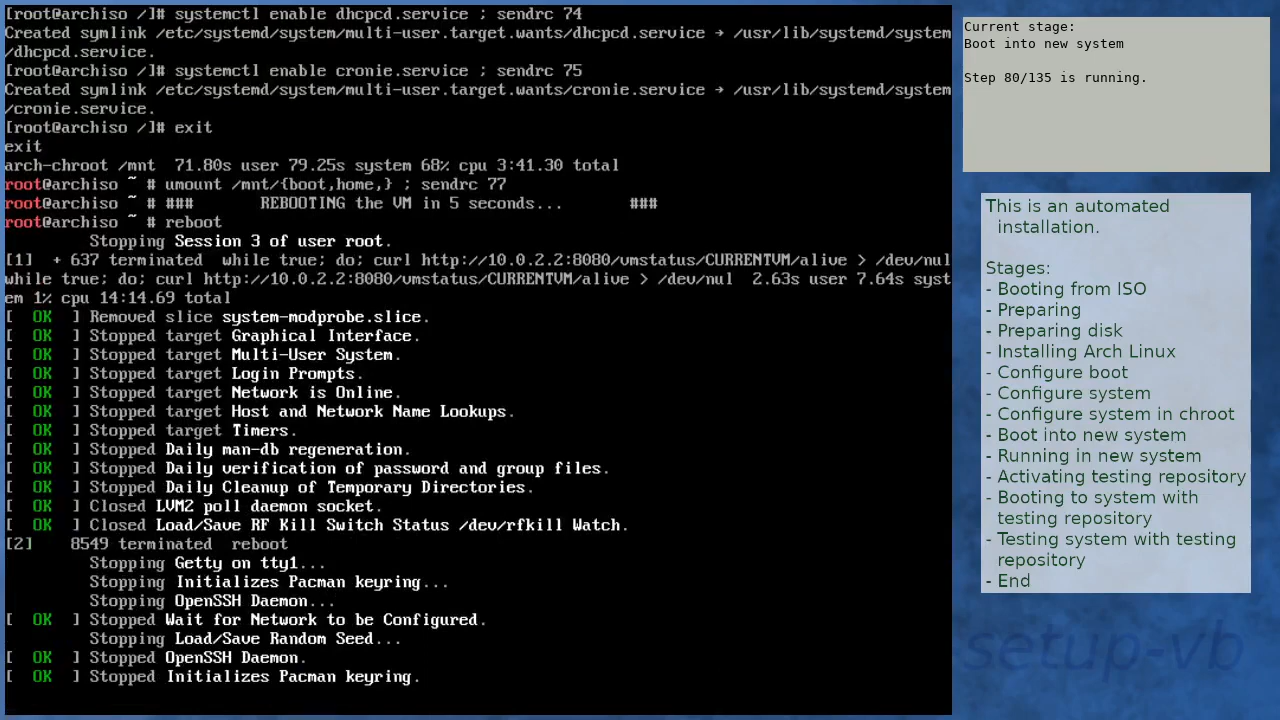 [root@archiso /]# systemctl enable dhcpcd.service ; sendrc 74
Created symlink /etc/systemd/system/multi-user.target.wants/dhcpcd.service → /usr/lib/systemd/system
/dhcpcd.service.
[root@archiso /]# systemctl enable cronie.service ; sendrc 75
Created symlink /etc/systemd/system/multi-user.target.wants/cronie.service → /usr/lib/systemd/system
/cronie.service.
[root@archiso /]# exit
exit
arch-chroot /mnt  71.80s user 79.25s system 68% cpu 3:41.30 total
root@archiso ~ # umount /mnt/{boot,home,} ; sendrc 77
root@archiso ~ # ###       REBOOTING the VM in 5 seconds...       ###
root@archiso ~ # reboot
         Stopping Session 3 of user root.
[1]  + 637 terminated  while true; do; curl http://10.0.2.2:8080/vmstatus/CURRENTVM/alive > /dev/nul
while true; do; curl http://10.0.2.2:8080/vmstatus/CURRENTVM/alive > /dev/nul  2.63s user 7.64s syst
em 1% cpu 14:14.69 total
[  OK  ] Removed slice system-modprobe.slice.
[  OK  ] Stopped target Graphical Interface.
[  OK  ] Stopped target Multi-User System.
[  OK  ] Stopped target Login Prompts.
[  OK  ] Stopped target Network is Online.
[  OK  ] Stopped target Host and Network Name Lookups.
[  OK  ] Stopped target Timers.
[  OK  ] Stopped Daily man-db regeneration.
[  OK  ] Stopped Daily verification of password and group files.
[  OK  ] Stopped Daily Cleanup of Temporary Directories.
[  OK  ] Closed LVM2 poll daemon socket.
[  OK  ] Closed Load/Save RF Kill Switch Status /dev/rfkill Watch.
[2]    8549 terminated  reboot
         Stopping Getty on tty1...
         Stopping Initializes Pacman keyring...
         Stopping OpenSSH Daemon...
[  OK  ] Stopped Wait for Network to be Configured.
         Stopping Load/Save Random Seed...
[  OK  ] Stopped OpenSSH Daemon.
[  OK  ] Stopped Initializes Pacman keyring.
Current stage:
Boot into new system
Step 80/135 is running.
This is an automated
installation.
Stages:
- Booting from ISO
- Preparing
- Preparing disk
- Installing Arch Linux
- Configure boot
- Configure system
- Configure system in chroot
- Boot into new system
- Running in new system
- Activating testing repository
- Booting to system with
testing repository
- Testing system with testing
repository
- End
setup-vb